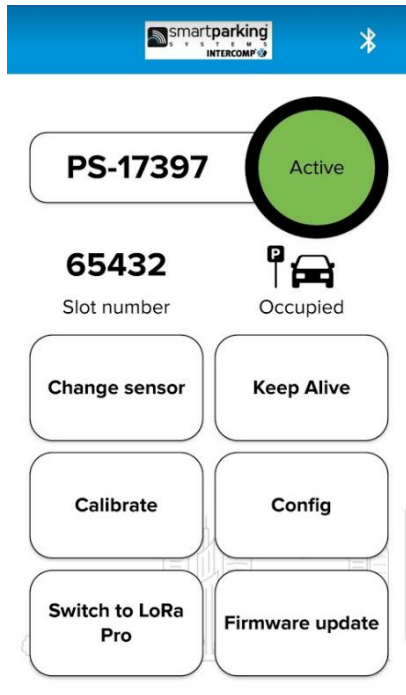 smartparking
SYSTEMS
INTERCOMP
PS-17397
Active
65432
P
Slot number
Occupied
Change sensor
Keep Alive
Calibrate
Config
Switch to LoRa
Pro
Firmware update